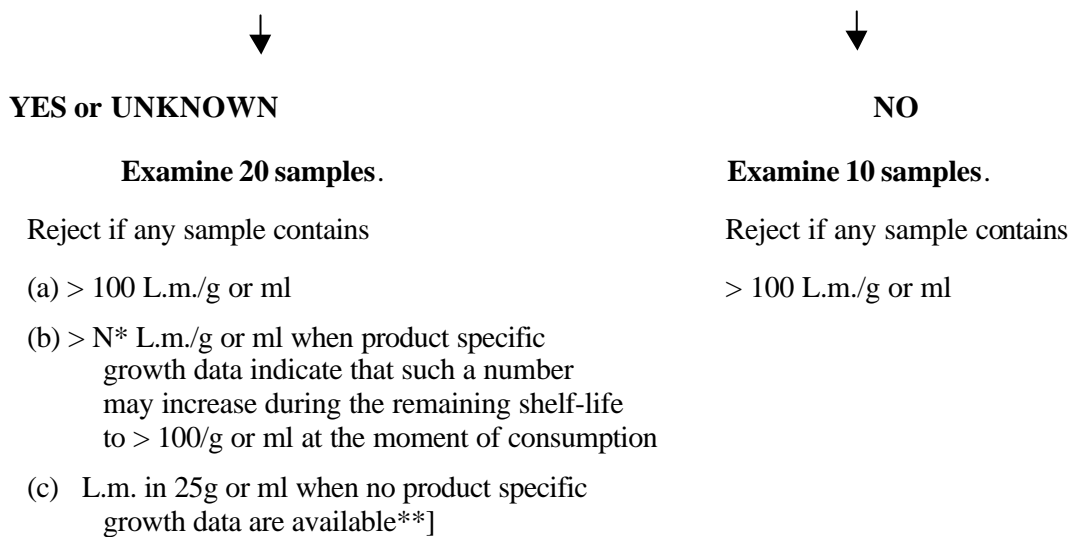 YES or UNKNOWN
NO
Examine 20 samples.
Examine 10 samples.
Reject if any sample contains
Reject if any sample contains
(a) > 100 L.m./g or ml
> 100 L.m./g or ml
(b) > N* L.m./g or ml when product specific
growth data indicate that such a number
may increase during the remaining shelf-life
to > 100/g or ml at the moment of consumption
(c) L.m. in 25g or ml when no product specific
growth data are available**]